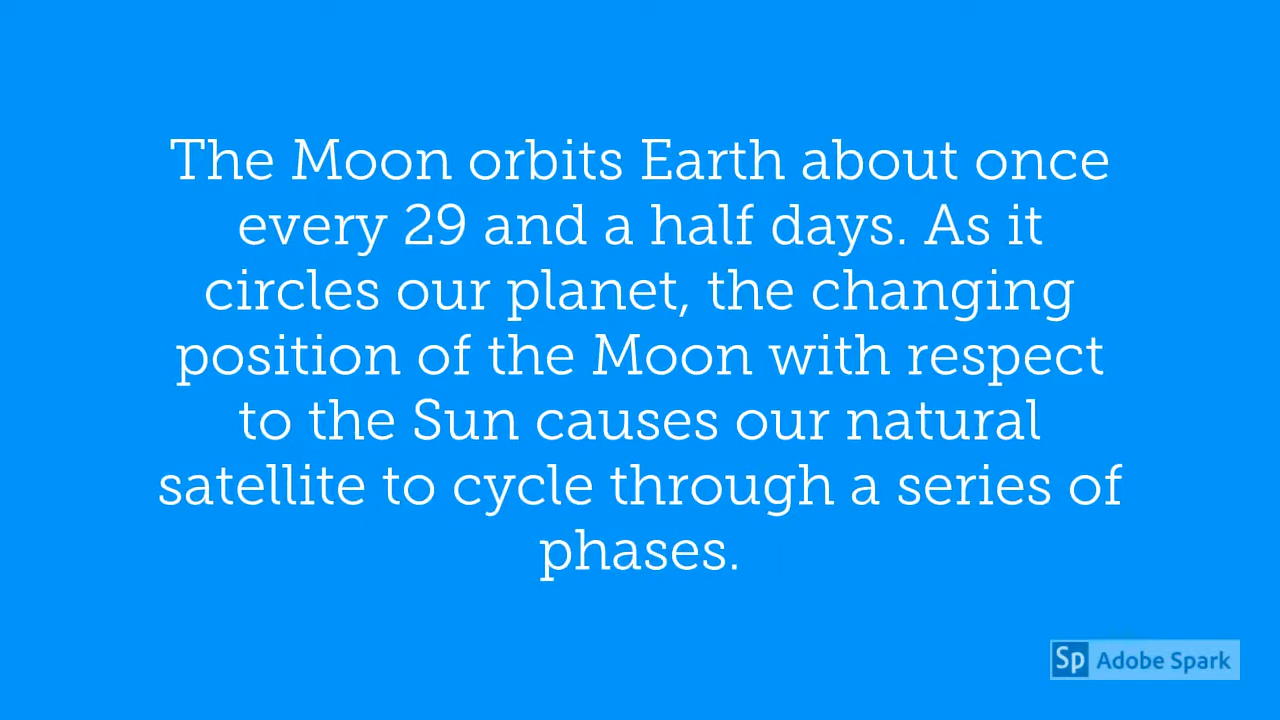 The Moon orbits Earth about once
every 29 and a half days. As it
circles our planet, the changing
position of the Moon with respect
to the Sun causes our natural
satellite to cycle through a series of
phases.
Sp Adobe Spark